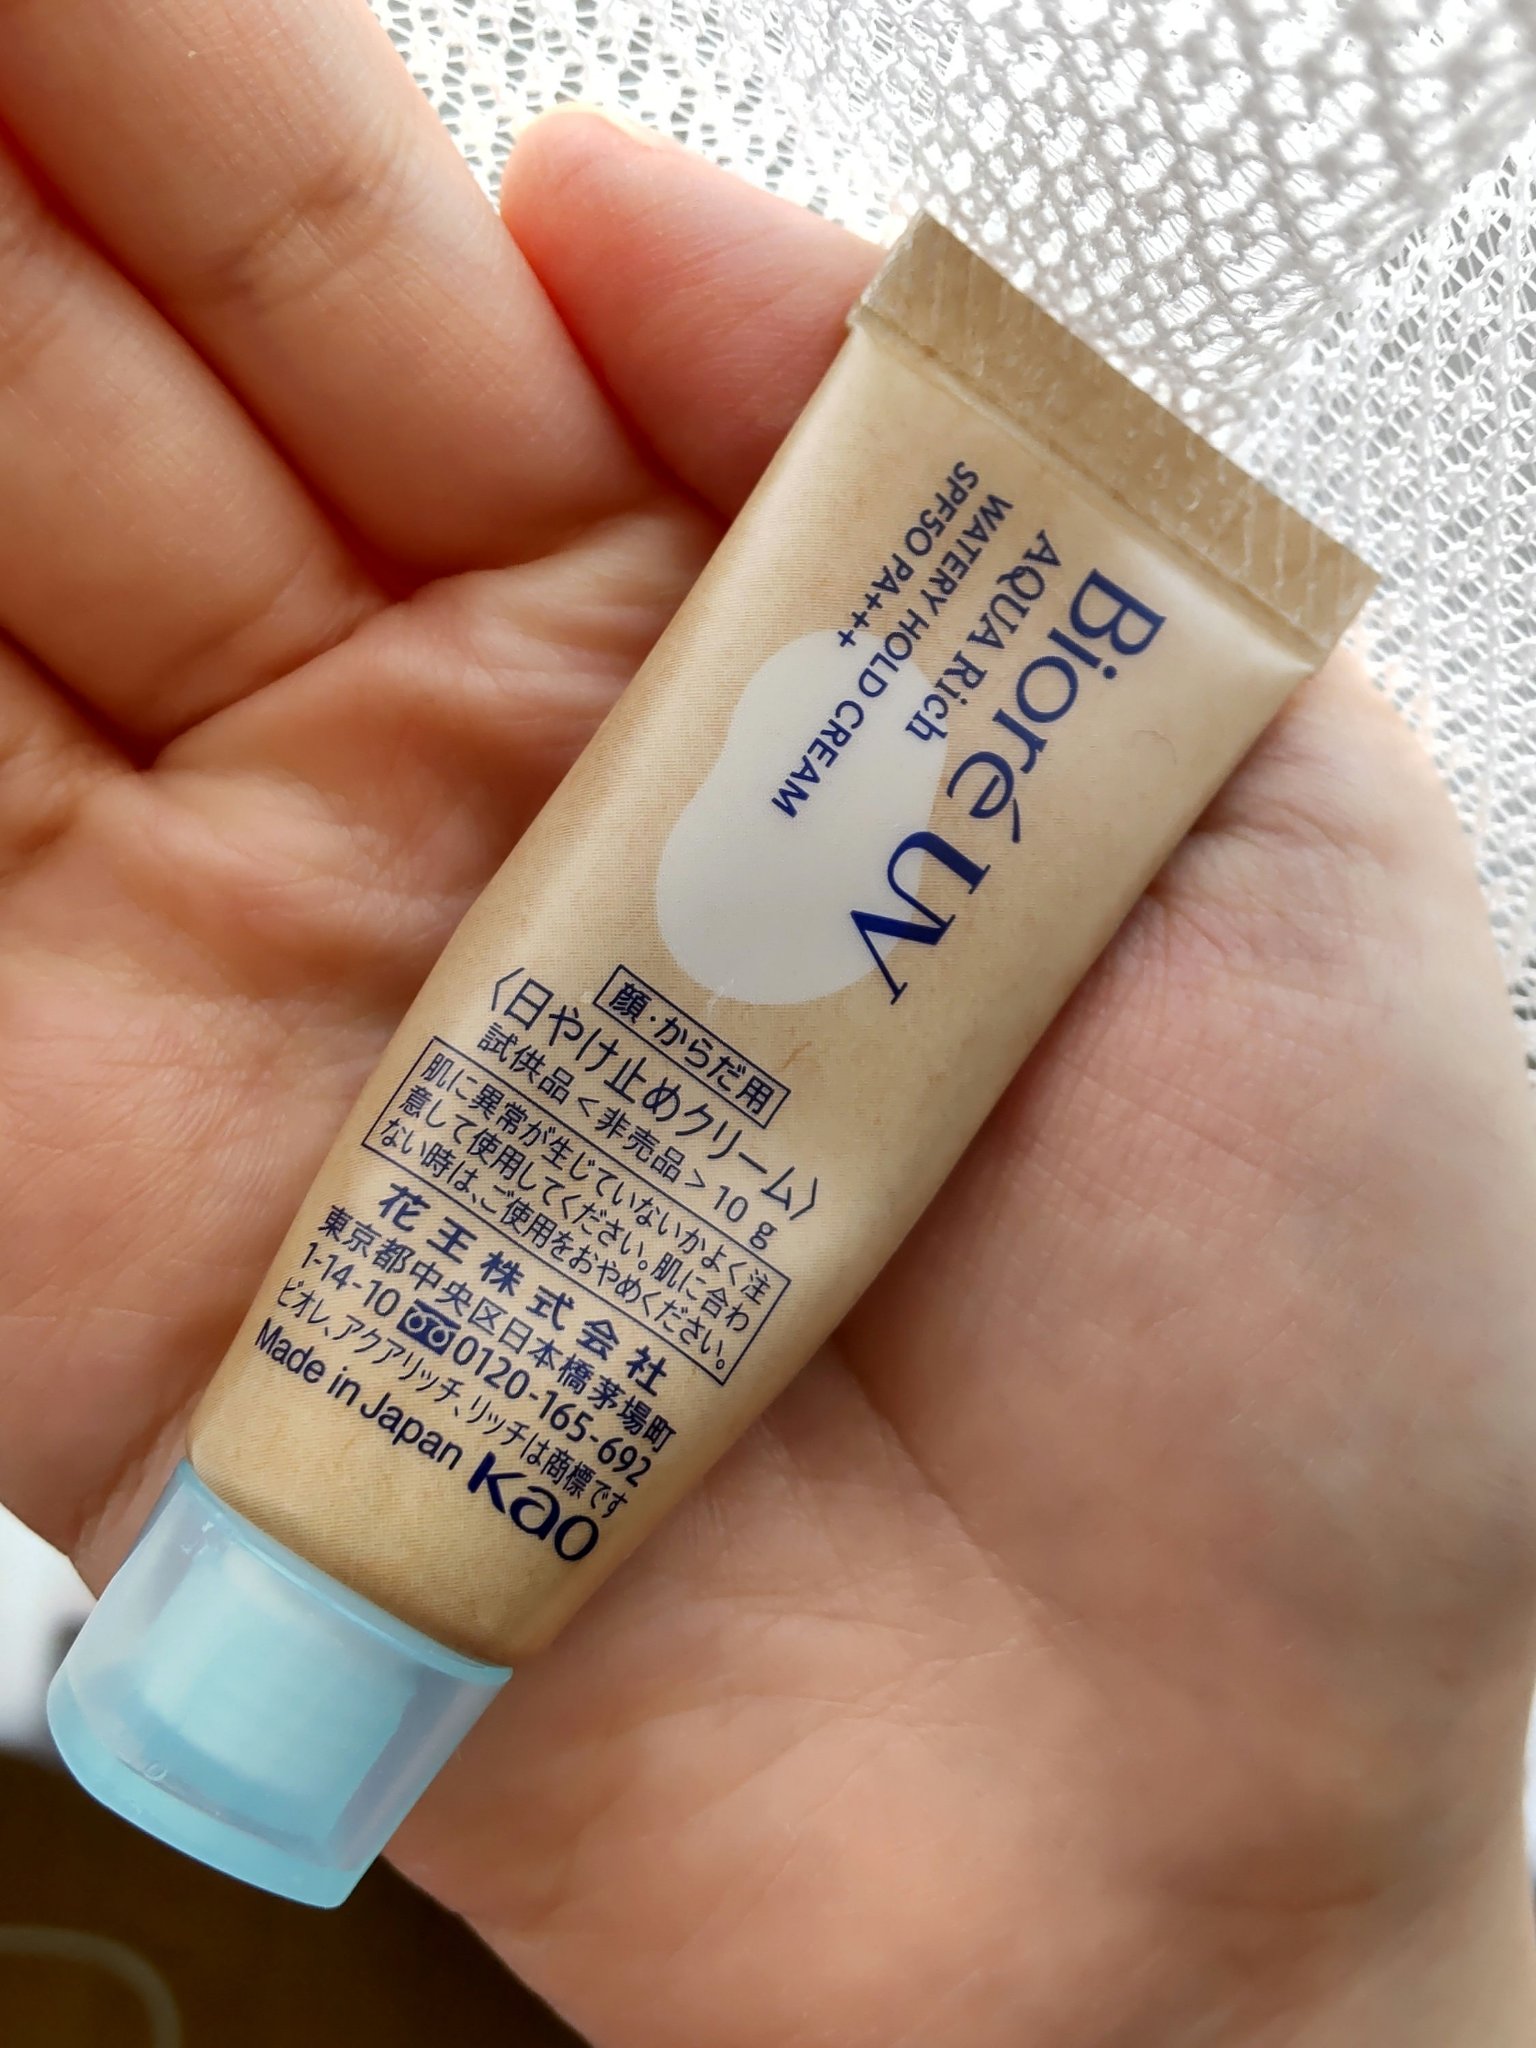 Bioré UV
AQUA Rich
WATERY HOLD CREAM
SPF50 PA++++
顔・からだ用
〈日やけ止めクリーム〉
試供品<非売品>10g
肌に異常が生じていないかよく注
意して使用してください。肌に合わ
ない時は、ご使用をおやめください。
花王株式会社
東京都中央区日本橋茅場町
1-14-10 0120-165-692
ビオレ、アクアリッチ、リッチは商標です
Made in Japan Kao